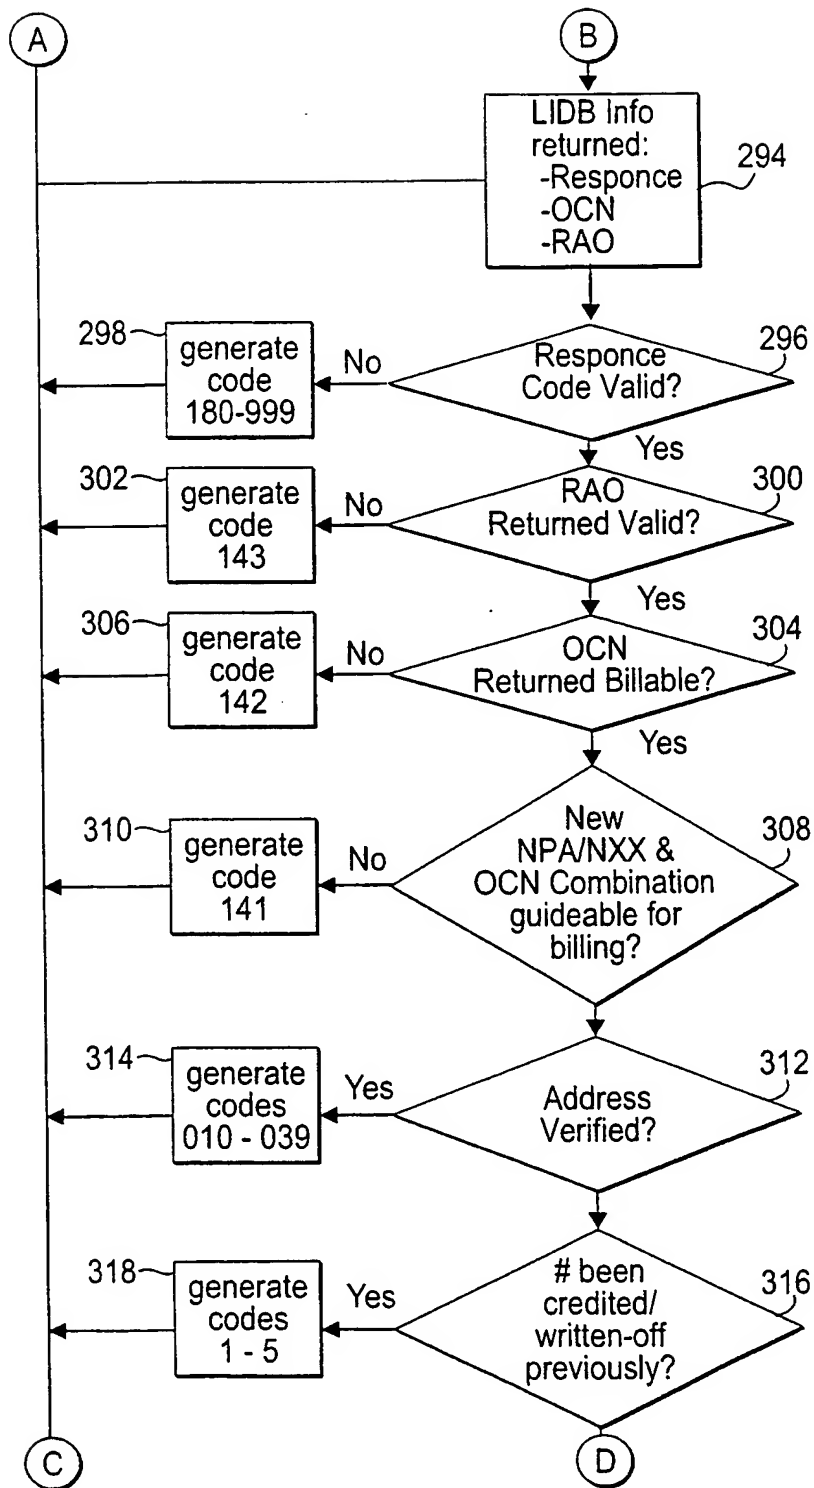 A
B
LIDB Info
returned:
-Responce
-OCN
-RAO
294
298
generate
code
180-999
No
Responce
Code Valid?
296
Yes
302
generate
code
143
No
RAO
Returned Valid?
300
Yes
306
generate
code
142
No
OCN
Returned Billable?
304
Yes
310
generate
code
141
No
New
NPA/NXX &
OCN Combination
guideable for
billing?
308
314
generate
codes
010 - 039
Yes
Address
Verified?
312
318
generate
codes
1 - 5
Yes
# been
credited/
written-off
previously?
316
C
D